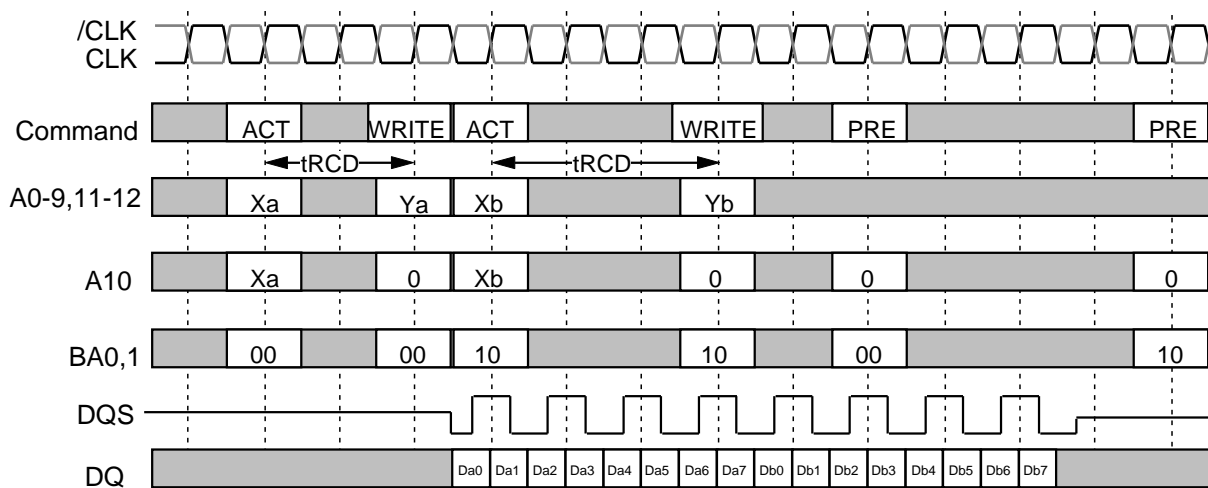 /CLK
CLK
Command ACT WRITE ACT WRITE PRE PRE
tRCD tRCD
A0-9,11-12 Xa Ya Xb Yb
A10 Xa 0 Xb 0 0 0
BA0,1 00 00 10 10 00 10
DQS
DQ Da0 Da1 Da2 Da3 Da4 Da5 Da6 Da7 Db0 Db1 Db2 Db3 Db4 Db5 Db6 Db7